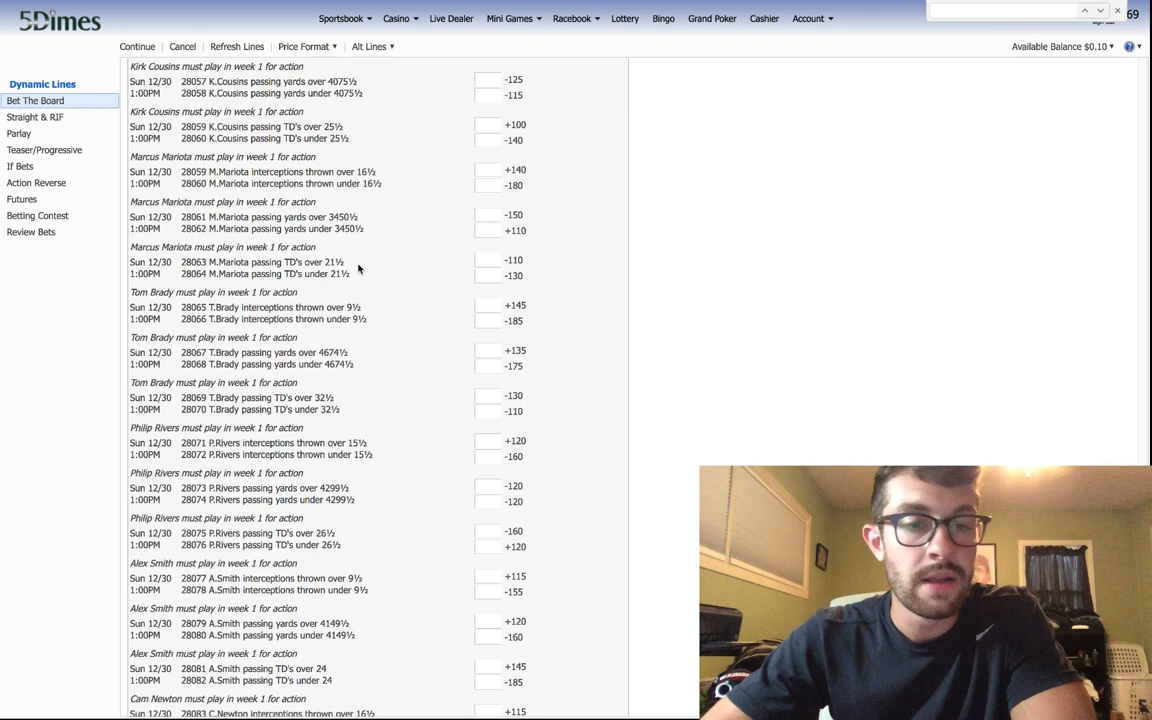 5Dimes
Sportsbook Casino Live Dealer Mini Games Racebook Lottery Bingo Grand Poker Cashier Account
69
Continue Cancel Refresh Lines Price Format Alt Lines
Available Balance $0.10
Dynamic Lines
Bet The Board
Straight & RIF
Parlay
Teaser/Progressive
If Bets
Action Reverse
Futures
Betting Contest
Review Bets
Kirk Cousins must play in week 1 for action
Sun 12/30 28057 K.Cousins passing yards over 4075½ -125
1:00PM 28058 K.Cousins passing yards under 4075½ -115
Kirk Cousins must play in week 1 for action
Sun 12/30 28059 K.Cousins passing TD's over 25½ +100
1:00PM 28060 K.Cousins passing TD's under 25½ -140
Marcus Mariota must play in week 1 for action
Sun 12/30 28059 M.Mariota interceptions thrown over 16½ +140
1:00PM 28060 M.Mariota interceptions thrown under 16½ -180
Marcus Mariota must play in week 1 for action
Sun 12/30 28061 M.Mariota passing yards over 3450½ -150
1:00PM 28062 M.Mariota passing yards under 3450½ +110
Marcus Mariota must play in week 1 for action
Sun 12/30 28063 M.Mariota passing TD's over 21½ -110
1:00PM 28064 M.Mariota passing TD's under 21½ -130
Tom Brady must play in week 1 for action
Sun 12/30 28065 T.Brady interceptions thrown over 9½ +145
1:00PM 28066 T.Brady interceptions thrown under 9½ -185
Tom Brady must play in week 1 for action
Sun 12/30 28067 T.Brady passing yards over 4674½ +135
1:00PM 28068 T.Brady passing yards under 4674½ -175
Tom Brady must play in week 1 for action
Sun 12/30 28069 T.Brady passing TD's over 32½ -130
1:00PM 28070 T.Brady passing TD's under 32½ -110
Philip Rivers must play in week 1 for action
Sun 12/30 28071 P.Rivers interceptions thrown over 15½ +120
1:00PM 28072 P.Rivers interceptions thrown under 15½ -160
Philip Rivers must play in week 1 for action
Sun 12/30 28073 P.Rivers passing yards over 4299½ -120
1:00PM 28074 P.Rivers passing yards under 4299½ -120
Philip Rivers must play in week 1 for action
Sun 12/30 28075 P.Rivers passing TD's over 26½ -160
1:00PM 28076 P.Rivers passing TD's under 26½ +120
Alex Smith must play in week 1 for action
Sun 12/30 28077 A.Smith interceptions thrown over 9½ +115
1:00PM 28078 A.Smith interceptions thrown under 9½ -155
Alex Smith must play in week 1 for action
Sun 12/30 28079 A.Smith passing yards over 4149½ +120
1:00PM 28080 A.Smith passing yards under 4149½ -160
Alex Smith must play in week 1 for action
Sun 12/30 28081 A.Smith passing TD's over 24 +145
1:00PM 28082 A.Smith passing TD's under 24 -185
Cam Newton must play in week 1 for action
Sun 12/30 28083 C.Newton interceptions thrown over 16½ +115